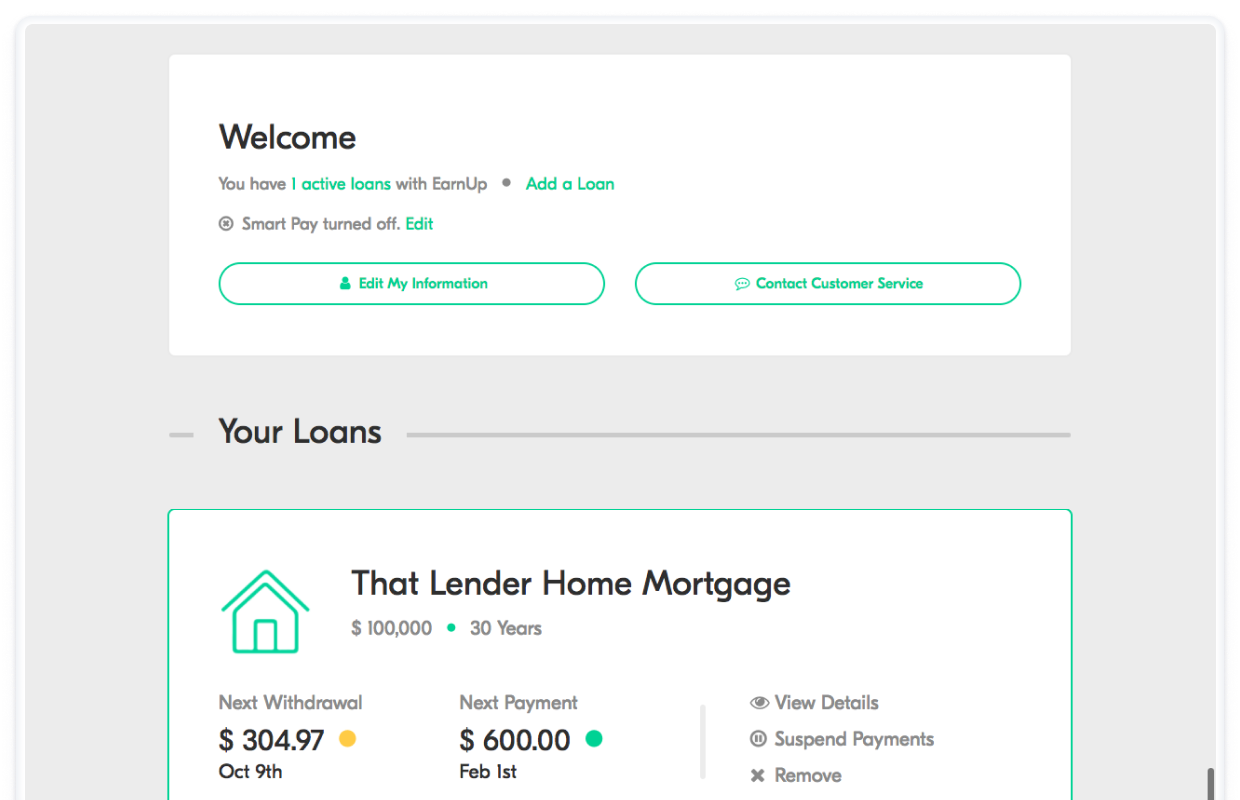 Welcome
You have 1 active loans with EarnUp • Add a Loan
Smart Pay turned off. Edit
Edit My Information
Contact Customer Service
Your Loans
That Lender Home Mortgage
$ 100,000 • 30 Years
Next Withdrawal
$ 304.97
Oct 9th
Next Payment
$ 600.00
Feb 1st
View Details
Suspend Payments
Remove